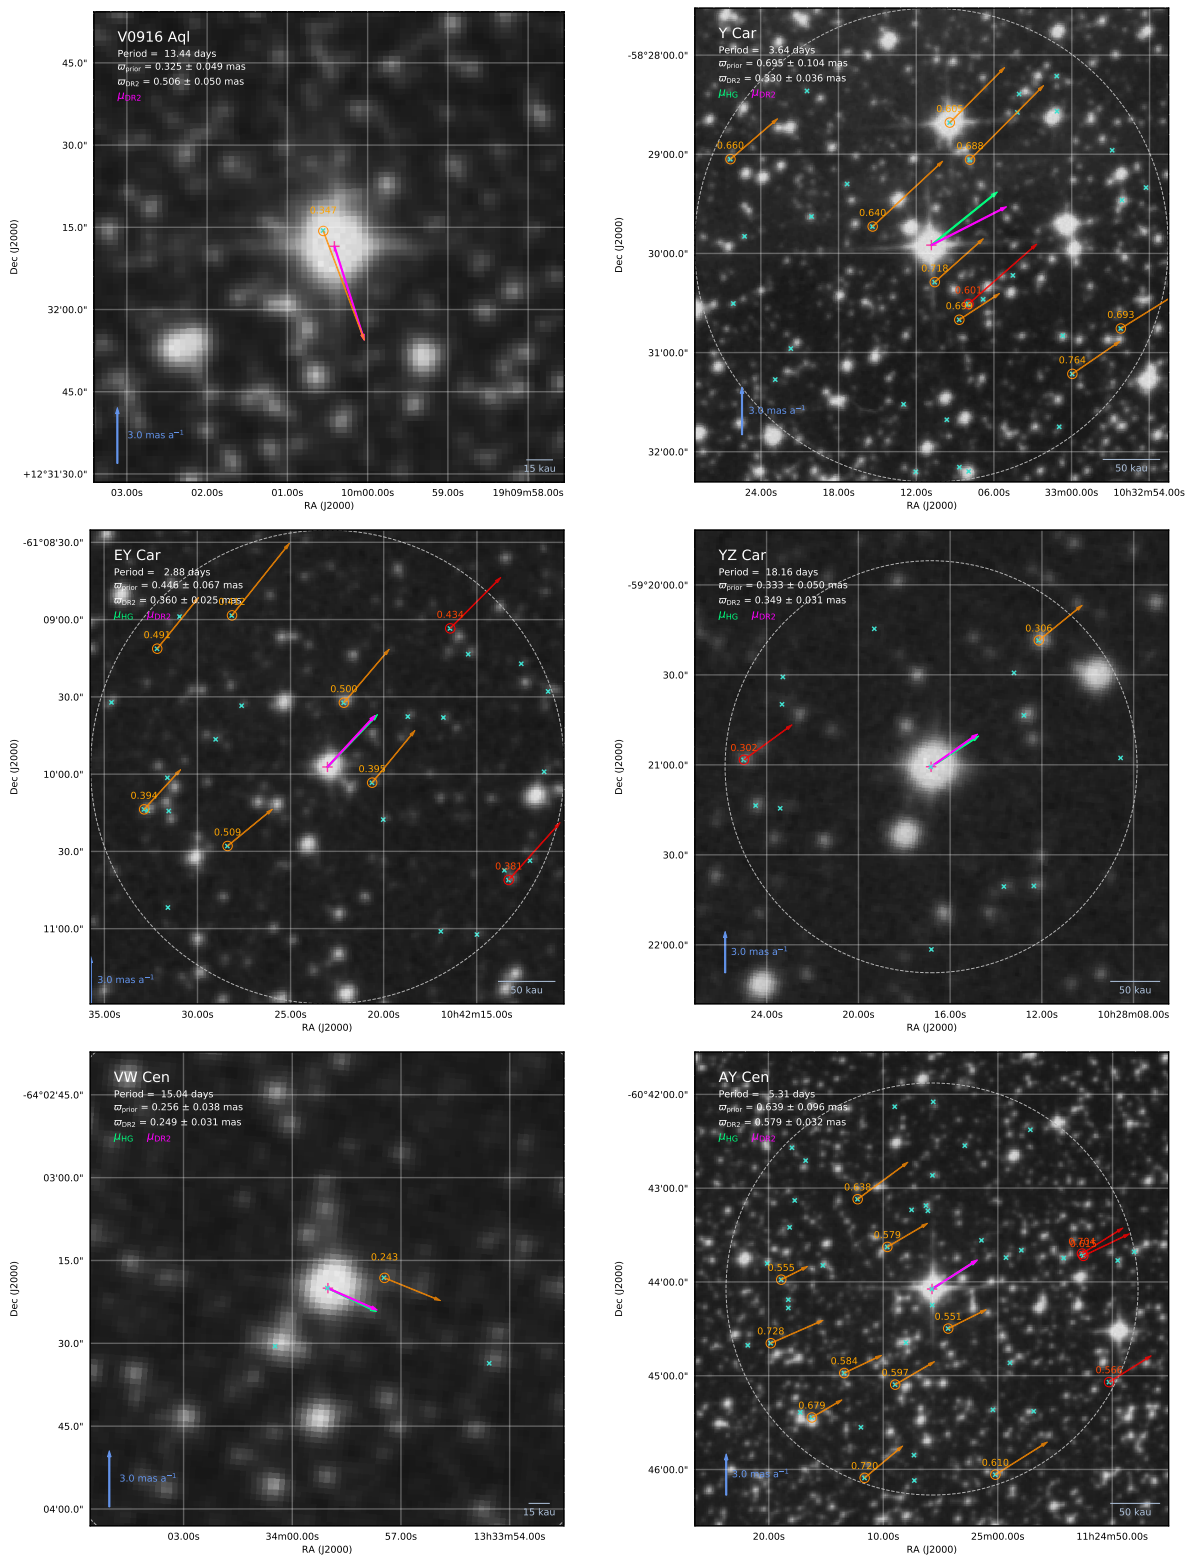 V0916 Aql
Period = 13.44 days
ϖprior = 0.325 ± 0.049 mas
ϖDR2 = 0.506 ± 0.050 mas
μDR2
45.0"
30.0"
15.0"
32'00.0"
45.0"
+12°31'30.0"
Dec (J2000)
3.0 mas a⁻¹
15 kau
03.00s 02.00s 01.00s 10m00.00s 59.00s 19h09m58.00s
RA (J2000)
Y Car
Period = 3.64 days
ϖprior = 0.695 ± 0.104 mas
ϖDR2 = 0.330 ± 0.036 mas
μHG μDR2
-58°28'00.0"
29'00.0"
30'00.0"
31'00.0"
32'00.0"
Dec (J2000)
0.660
0.688
0.640
0.718
0.601
0.699
0.693
0.764
3.0 mas a⁻¹
50 kau
24.00s 18.00s 12.00s 06.00s 33m00.00s 10h32m54.00s
RA (J2000)
EY Car
Period = 2.88 days
ϖprior = 0.446 ± 0.067 mas
ϖDR2 = 0.360 ± 0.025 mas
μHG μDR2
-61°08'30.0"
09'00.0"
30.0"
10'00.0"
30.0"
11'00.0"
Dec (J2000)
0.434
0.491
0.500
0.395
0.394
0.509
0.381
3.0 mas a⁻¹
50 kau
35.00s 30.00s 25.00s 20.00s 10h42m15.00s
RA (J2000)
YZ Car
Period = 18.16 days
ϖprior = 0.333 ± 0.050 mas
ϖDR2 = 0.349 ± 0.031 mas
μHG μDR2
-59°20'00.0"
30.0"
21'00.0"
30.0"
22'00.0"
Dec (J2000)
0.306
0.302
3.0 mas a⁻¹
50 kau
24.00s 20.00s 16.00s 12.00s 10h28m08.00s
RA (J2000)
VW Cen
Period = 15.04 days
ϖprior = 0.256 ± 0.038 mas
ϖDR2 = 0.249 ± 0.031 mas
μHG μDR2
-64°02'45.0"
03'00.0"
15.0"
30.0"
45.0"
04'00.0"
Dec (J2000)
0.243
3.0 mas a⁻¹
15 kau
03.00s 34m00.00s 57.00s 13h33m54.00s
RA (J2000)
AY Cen
Period = 5.31 days
ϖprior = 0.639 ± 0.096 mas
ϖDR2 = 0.579 ± 0.032 mas
μHG μDR2
-60°42'00.0"
43'00.0"
44'00.0"
45'00.0"
46'00.0"
Dec (J2000)
0.638
0.579
0.555
0.551
0.728
0.584
0.597
0.566
0.679
0.720
0.610
3.0 mas a⁻¹
50 kau
20.00s 10.00s 25m00.00s 11h24m50.00s
RA (J2000)